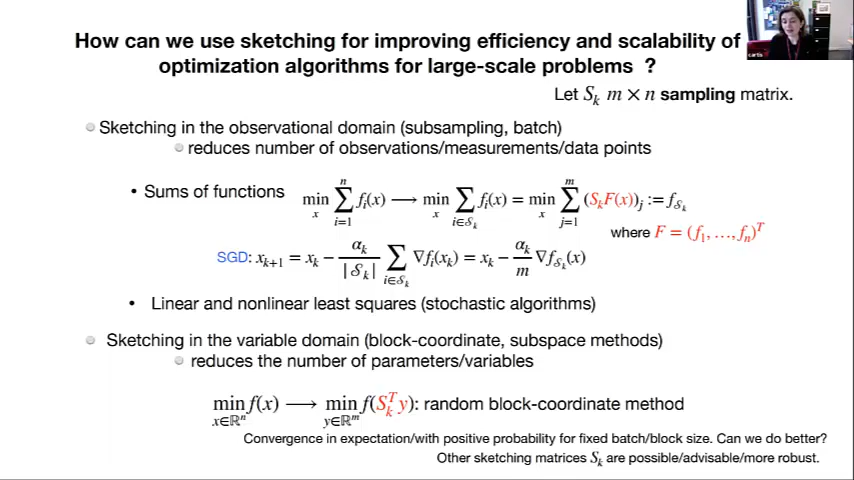 How can we use sketching for improving efficiency and scalability of
optimization algorithms for large-scale problems ?
curtis
Let S_k m × n sampling matrix.
Sketching in the observational domain (subsampling, batch)
reduces number of observations/measurements/data points
• Sums of functions min_x ∑_{i=1}^{n} f_i(x) ⟶ min_x ∑_{i∈𝒮_k} f_i(x) = min_x ∑_{j=1}^{m} (S_kF(x))_j := f_{𝒮_k}
where F = (f_1, …, f_n)^T
SGD: x_{k+1} = x_k − α_k/|𝒮_k| ∑_{i∈𝒮_k} ∇f_i(x_k) = x_k − α_k/m ∇f_{𝒮_k}(x)
• Linear and nonlinear least squares (stochastic algorithms)
Sketching in the variable domain (block-coordinate, subspace methods)
reduces the number of parameters/variables
min_{x∈ℝ^n} f(x) ⟶ min_{y∈ℝ^m} f(S_k^T y): random block-coordinate method
Convergence in expectation/with positive probability for fixed batch/block size. Can we do better?
Other sketching matrices S_k are possible/advisable/more robust.